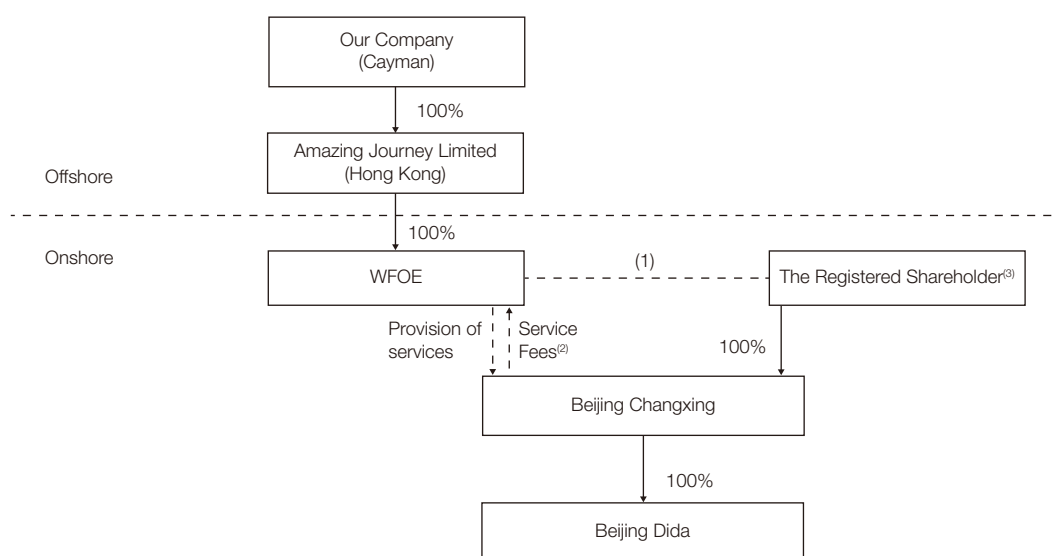 Our Company
(Cayman)
100%
Amazing Journey Limited
(Hong Kong)
Offshore
100%
Onshore
WFOE
(1)
The Registered Shareholder(3)
Provision of
services
Service
Fees(2)
100%
Beijing Changxing
100%
Beijing Dida